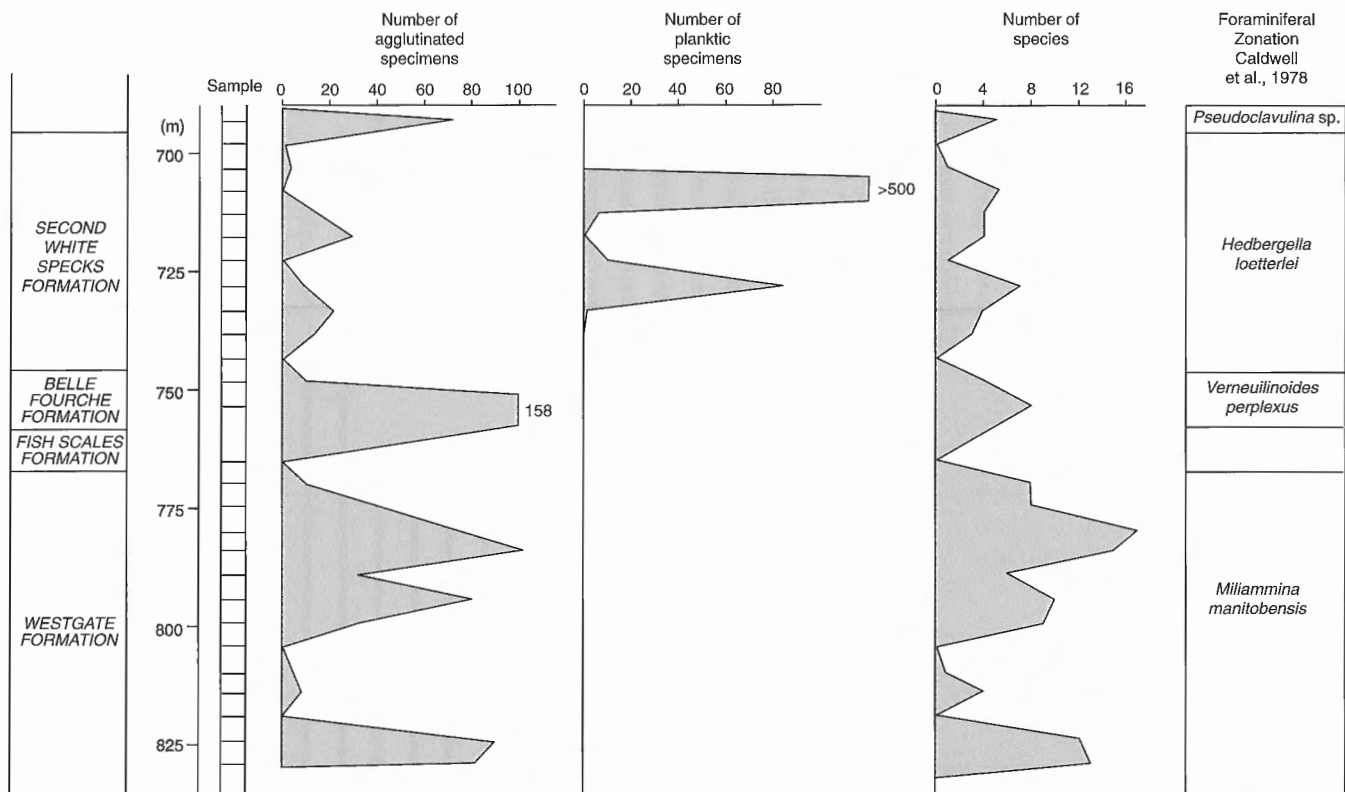 Number of
agglutinated
specimens
Number of
planktic
specimens
Number of
species
Foraminiferal
Zonation
Caldwell
et al., 1978
Sample
0 20 40 60 80 100
0 20 40 60 80
0 4 8 12 16
(m)
700
725
750
775
800
825
SECOND
WHITE
SPECKS
FORMATION
BELLE
FOURCHE
FORMATION
FISH SCALES
FORMATION
WESTGATE
FORMATION
158
>500
Pseudoclavulina sp.
Hedbergella
loetterlei
Verneuilinoides
perplexus
Miliammina
manitobensis